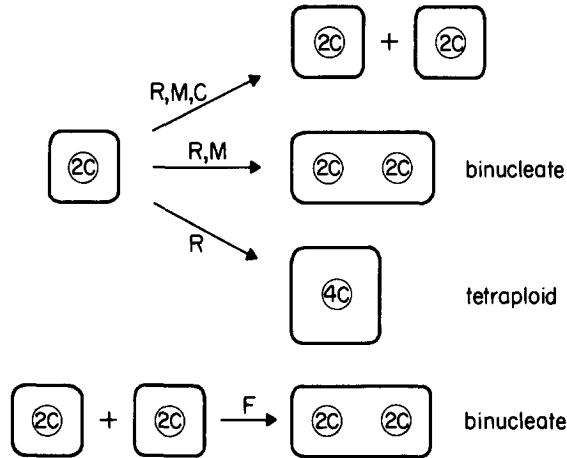 2C + 2C
R,M,C
2C R,M 2C 2C binucleate
R
4C tetraploid
2C + 2C F 2C 2C binucleate